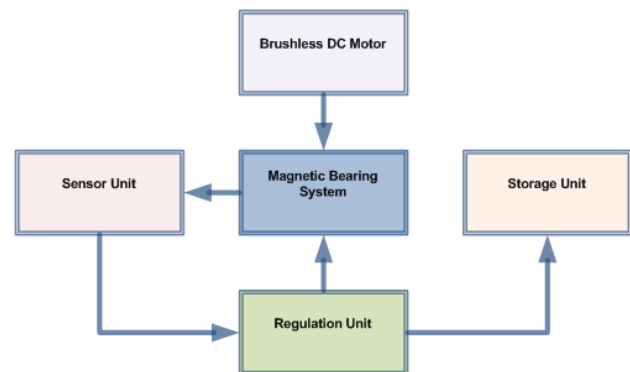 Brushless DC Motor
Sensor Unit
Magnetic Bearing
System
Storage Unit
Regulation Unit